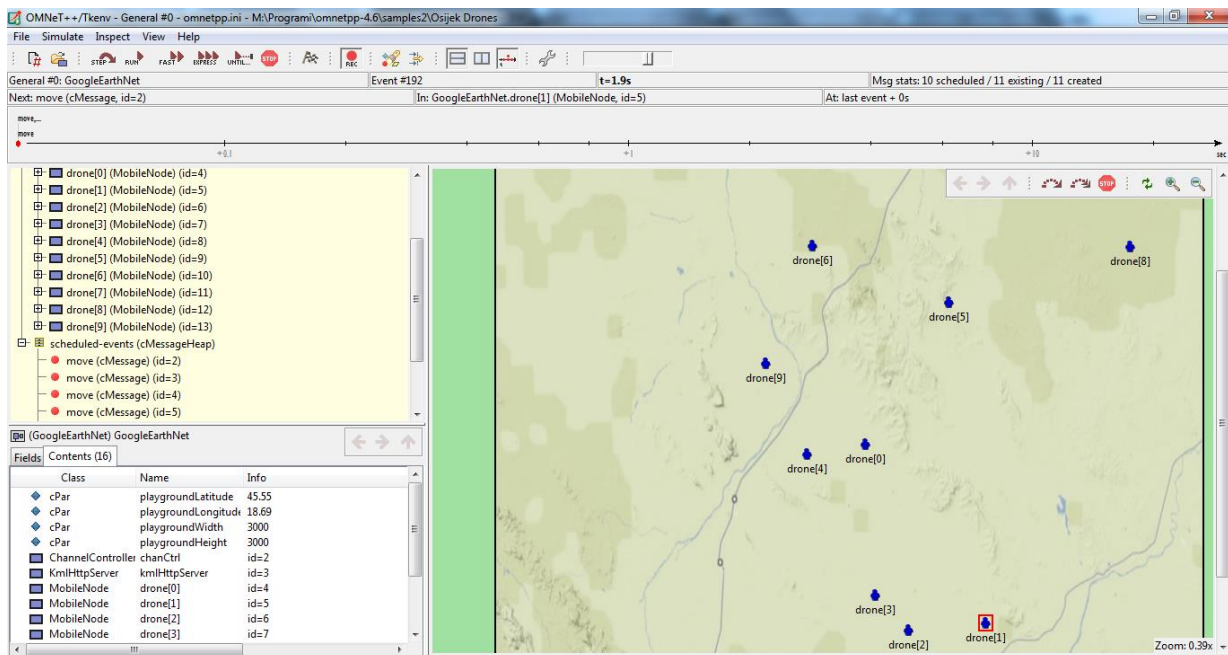 OMNeT++/Tkenv - General #0 - omnetpp.ini - M:\Programi\omnetpp-4.6\samples2\Osijek Drones
File Simulate Inspect View Help
STEP RUN FAST EXPRESS UNTIL... STOP REC
General #0: GoogleEarthNet Event #192 t=1.9s Msg stats: 10 scheduled / 11 existing / 11 created
Next: move (cMessage, id=2) In: GoogleEarthNet.drone[1] (MobileNode, id=5) At: last event + 0s
move,...
move
+0.1 +1 +10 sec
drone[0] (MobileNode) (id=4)
drone[1] (MobileNode) (id=5)
drone[2] (MobileNode) (id=6)
drone[3] (MobileNode) (id=7)
drone[4] (MobileNode) (id=8)
drone[5] (MobileNode) (id=9)
drone[6] (MobileNode) (id=10)
drone[7] (MobileNode) (id=11)
drone[8] (MobileNode) (id=12)
drone[9] (MobileNode) (id=13)
scheduled-events (cMessageHeap)
move (cMessage) (id=2)
move (cMessage) (id=3)
move (cMessage) (id=4)
move (cMessage) (id=5)
(GoogleEarthNet) GoogleEarthNet
Fields Contents (16)
Class Name Info
cPar playgroundLatitude 45.55
cPar playgroundLongitude 18.69
cPar playgroundWidth 3000
cPar playgroundHeight 3000
ChannelController chanCtrl id=2
KmlHttpServer kmlHttpServer id=3
MobileNode drone[0] id=4
MobileNode drone[1] id=5
MobileNode drone[2] id=6
MobileNode drone[3] id=7
STOP
drone[6]
drone[8]
drone[5]
drone[9]
drone[0]
drone[4]
drone[3]
drone[1]
drone[2]
Zoom: 0.39x